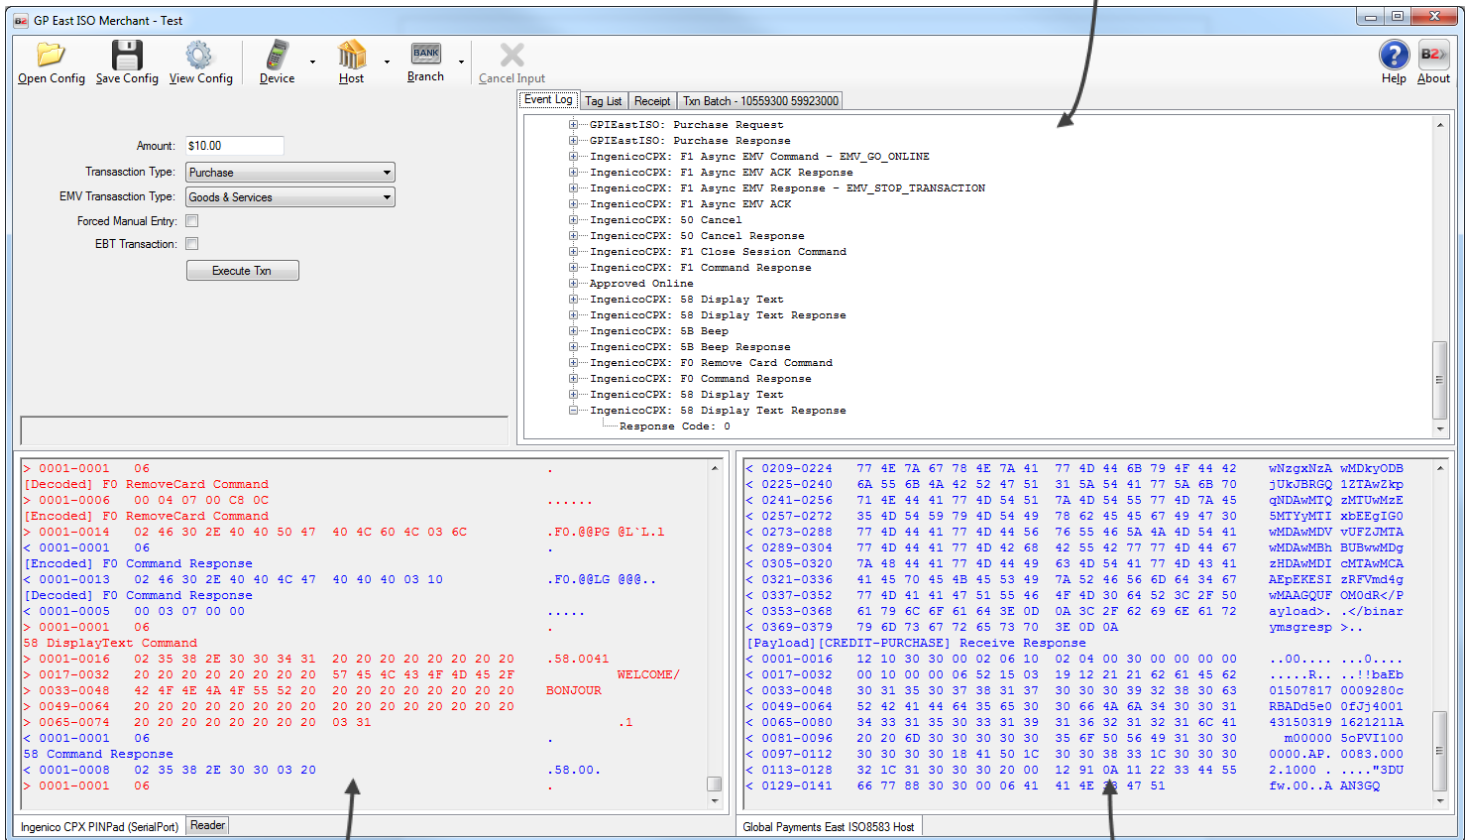 GP East ISO Merchant - Test
Open Config Save Config View Config Device Host BANK Branch Cancel Input Help About
Event Log Tag List Receipt Txn Batch - 10559300 59923000
Amount: $10.00
Transasction Type: Purchase
EMV Transasction Type: Goods & Services
Forced Manual Entry:
EBT Transaction:
Execute Txn
GPIEastISO: Purchase Request
GPIEastISO: Purchase Response
IngenicoCPX: F1 Async EMV Command - EMV_GO_ONLINE
IngenicoCPX: F1 Async EMV ACK Response
IngenicoCPX: F1 Async EMV Response - EMV_STOP_TRANSACTION
IngenicoCPX: F1 Async EMV ACK
IngenicoCPX: 50 Cancel
IngenicoCPX: 50 Cancel Response
IngenicoCPX: F1 Close Session Command
IngenicoCPX: F1 Command Response
Approved Online
IngenicoCPX: 58 Display Text
IngenicoCPX: 58 Display Text Response
IngenicoCPX: 5B Beep
IngenicoCPX: 5B Beep Response
IngenicoCPX: F0 Remove Card Command
IngenicoCPX: F0 Command Response
IngenicoCPX: 58 Display Text
IngenicoCPX: 58 Display Text Response
Response Code: 0
> 0001-0001 06 .
[Decoded] F0 RemoveCard Command
> 0001-0006 00 04 07 00 C8 0C ......
[Encoded] F0 RemoveCard Command
> 0001-0014 02 46 30 2E 40 40 50 47 40 4C 60 4C 03 6C .F0.@@PG @L`L.l
< 0001-0001 06 .
[Encoded] F0 Command Response
< 0001-0013 02 46 30 2E 40 40 4C 47 40 40 40 03 10 .F0.@@LG @@@..
[Decoded] F0 Command Response
< 0001-0005 00 03 07 00 00 .....
> 0001-0001 06 .
58 DisplayText Command
> 0001-0016 02 35 38 2E 30 30 34 31 20 20 20 20 20 20 20 20 .58.0041
> 0017-0032 20 20 20 20 20 20 20 20 57 45 4C 43 4F 4D 45 2F WELCOME/
> 0033-0048 42 4F 4E 4A 4F 55 52 20 20 20 20 20 20 20 20 20 BONJOUR
> 0049-0064 20 20 20 20 20 20 20 20 20 20 20 20 20 20 20 20
> 0065-0074 20 20 20 20 20 20 20 20 03 31 .1
< 0001-0001 06 .
58 Command Response
< 0001-0008 02 35 38 2E 30 30 03 20 .58.00.
> 0001-0001 06 .
Ingenico CPX PINPad (SerialPort) Reader
< 0209-0224 77 4E 7A 67 78 4E 7A 41 77 4D 44 6B 79 4F 44 42 wNzgxNzA wMDkyODB
< 0225-0240 6A 55 6B 4A 42 52 47 51 31 5A 54 41 77 5A 6B 70 jUkJBRGQ 1ZTAwZkp
< 0241-0256 71 4E 44 41 77 4D 54 51 7A 4D 54 55 77 4D 7A 45 qNDAwMTQ zMTUwMzE
< 0257-0272 35 4D 54 59 79 4D 54 49 78 62 45 45 67 49 47 30 5MTYyMTI xbEEgIG0
< 0273-0288 77 4D 44 41 77 4D 44 56 76 55 46 5A 4A 4D 54 41 wMDAwMDV vUFZJMTA
< 0289-0304 77 4D 44 41 77 4D 42 68 42 55 42 77 77 4D 44 67 wMDAwMBh BUBwwMDg
< 0305-0320 7A 48 44 41 77 4D 44 49 63 4D 54 41 77 4D 43 41 zHDAwMDI cMTAwMCA
< 0321-0336 41 45 70 45 4B 45 53 49 7A 52 46 56 6D 64 34 67 AEpEKESI zRFVmd4g
< 0337-0352 77 4D 41 41 47 51 55 46 4F 4D 30 64 52 3C 2F 50 wMAAGQUF OM0dR</P
< 0353-0368 61 79 6C 6F 61 64 3E 0D 0A 3C 2F 62 69 6E 61 72 ayload>. .</binar
< 0369-0379 79 6D 73 67 72 65 73 70 3E 0D 0A ymsgresp >..
[Payload][CREDIT-PURCHASE] Receive Response
< 0001-0016 12 10 30 30 00 02 06 10 02 04 00 30 00 00 00 00 ..00.... ...0....
< 0017-0032 00 10 00 00 06 52 15 03 19 12 21 21 62 61 45 62 .....R.. ..!!baEb
< 0033-0048 30 31 35 30 37 38 31 37 30 30 30 39 32 38 30 63 01507817 0009280c
< 0049-0064 52 42 41 44 64 35 65 30 30 66 4A 6A 34 30 30 31 RBADd5e0 0fJj4001
< 0065-0080 34 33 31 35 30 33 31 39 31 36 32 31 32 31 6C 41 43150319 162121lA
< 0081-0096 20 20 6D 30 30 30 30 30 35 6F 50 56 49 31 30 30 m00000 5oPVI100
< 0097-0112 30 30 30 30 18 41 50 1C 30 30 38 33 1C 30 30 30 0000.AP. 0083.000
< 0113-0128 32 1C 31 30 30 30 20 00 12 91 0A 11 22 33 44 55 2.1000 . ...."3DU
< 0129-0141 66 77 88 30 30 00 06 41 41 4E 47 51 fw.00..A AN3GQ
Global Payments East ISO8583 Host